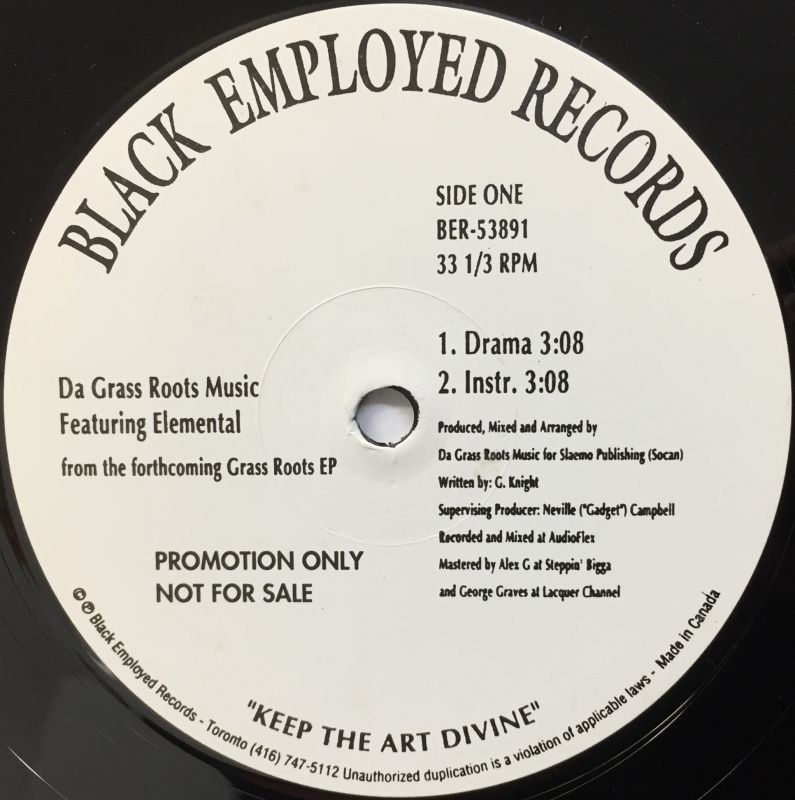 BLACK EMPLOYED RECORDS
SIDE ONE
BER-53891
33 1/3 RPM
1. Drama 3:08
2. Instr. 3:08
Da Grass Roots Music
Featuring Elemental
from the forthcoming Grass Roots EP
Produced, Mixed and Arranged by
Da Grass Roots Music for Slaemo Publishing (Socan)
Written by: G. Knight
Supervising Producer: Neville ("Gadget") Campbell
Recorded and Mixed at AudioFlex
Mastered by Alex G at Steppin' Bigga
and George Graves at Lacquer Channel
PROMOTION ONLY
NOT FOR SALE
"KEEP THE ART DIVINE"
© ℗ Black Employed Records - Toronto (416) 747-5112 Unauthorized duplication is a violation of applicable laws - Made in Canada